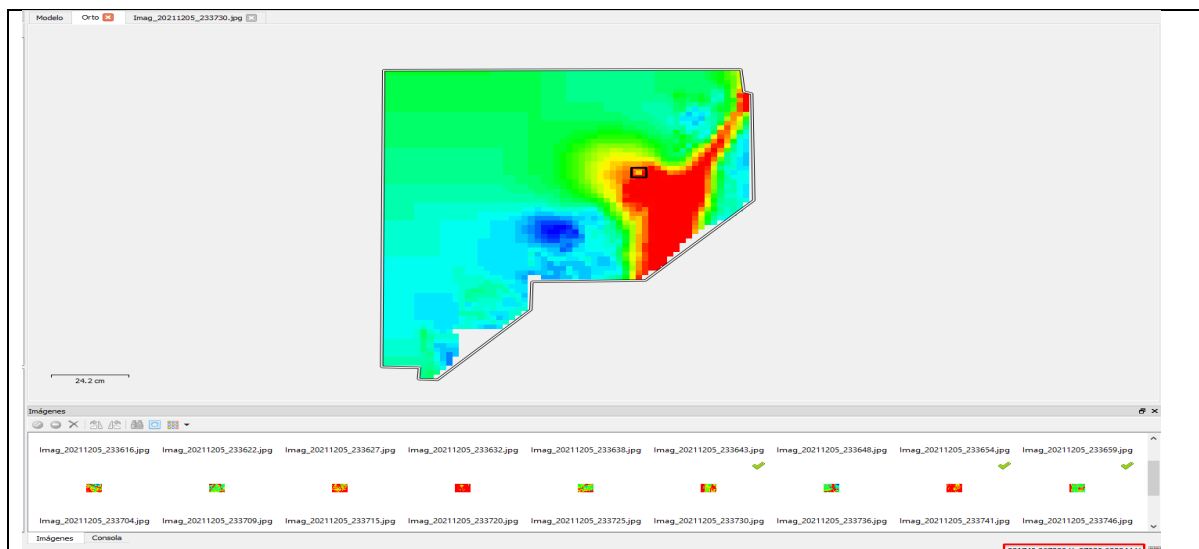 Modelo Orto Imag_20211205_233730.jpg
24.2 cm
Imágenes
Imag_20211205_233616.jpg Imag_20211205_233622.jpg Imag_20211205_233627.jpg Imag_20211205_233632.jpg Imag_20211205_233638.jpg Imag_20211205_233643.jpg Imag_20211205_233648.jpg Imag_20211205_233654.jpg Imag_20211205_233659.jpg
Imag_20211205_233704.jpg Imag_20211205_233709.jpg Imag_20211205_233715.jpg Imag_20211205_233720.jpg Imag_20211205_233725.jpg Imag_20211205_233730.jpg Imag_20211205_233736.jpg Imag_20211205_233741.jpg Imag_20211205_233746.jpg
Imágenes Consola